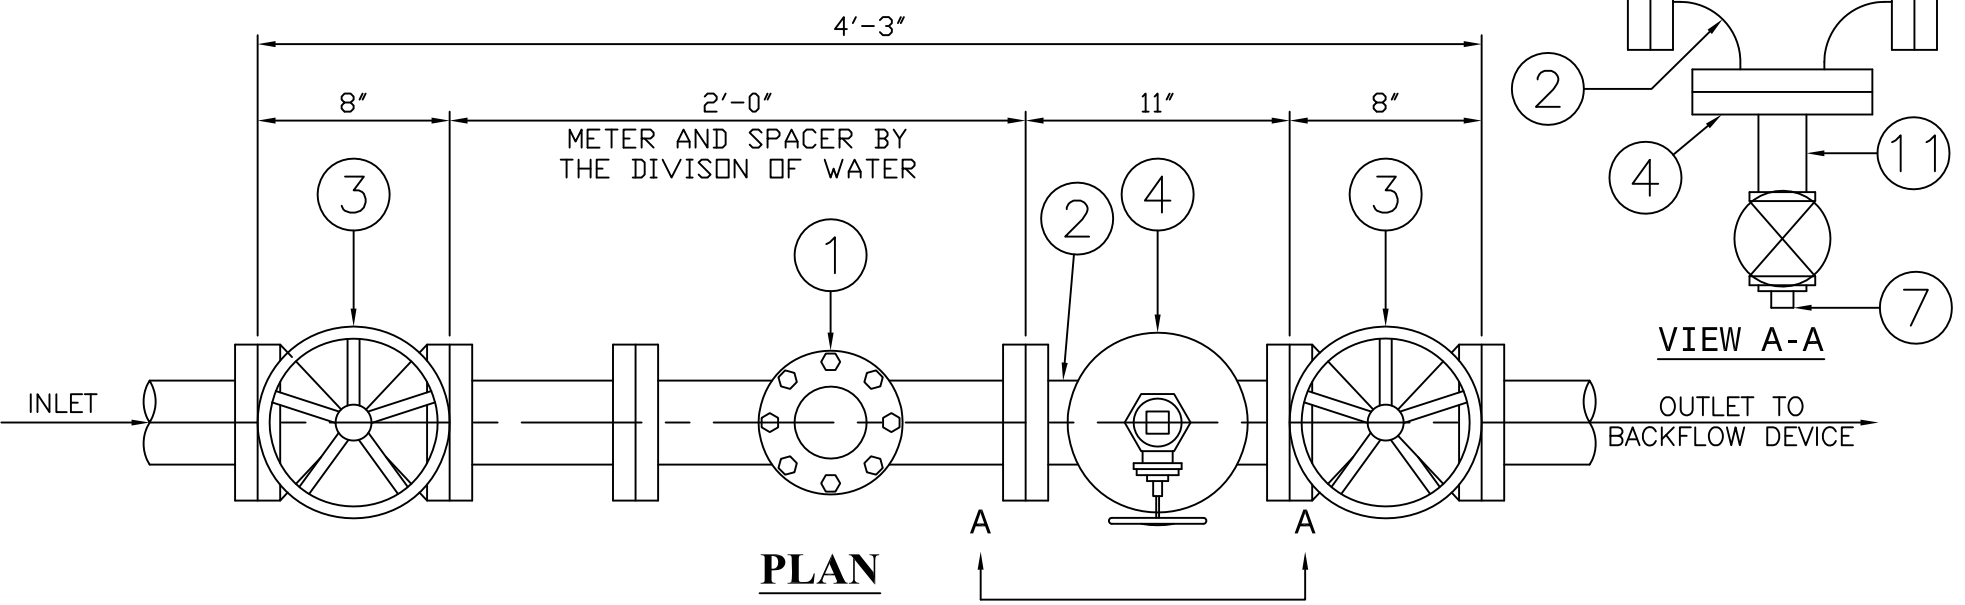 4'-3"
8"
2'-0"
11"
8"
METER AND SPACER BY
THE DIVISON OF WATER
3
1
2
4
3
INLET
OUTLET TO
BACKFLOW DEVICE
A
A
PLAN
2
4
11
7
VIEW A-A